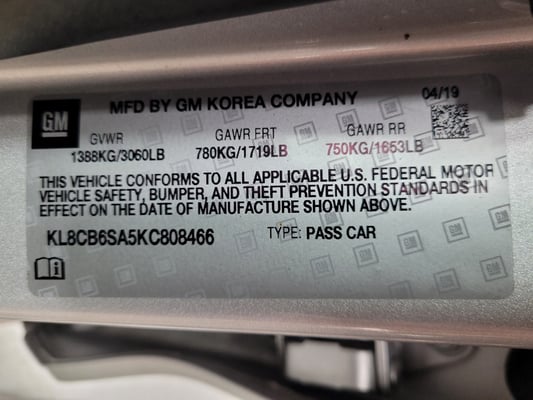 GM
MFD BY GM KOREA COMPANY 04/19
GVWR GAWR FRT GAWR RR
1388KG/3060LB 780KG/1719LB 750KG/1653LB
THIS VEHICLE CONFORMS TO ALL APPLICABLE U.S. FEDERAL MOTOR
VEHICLE SAFETY, BUMPER, AND THEFT PREVENTION STANDARDS IN
EFFECT ON THE DATE OF MANUFACTURE SHOWN ABOVE.
KL8CB6SA5KC808466 TYPE: PASS CAR